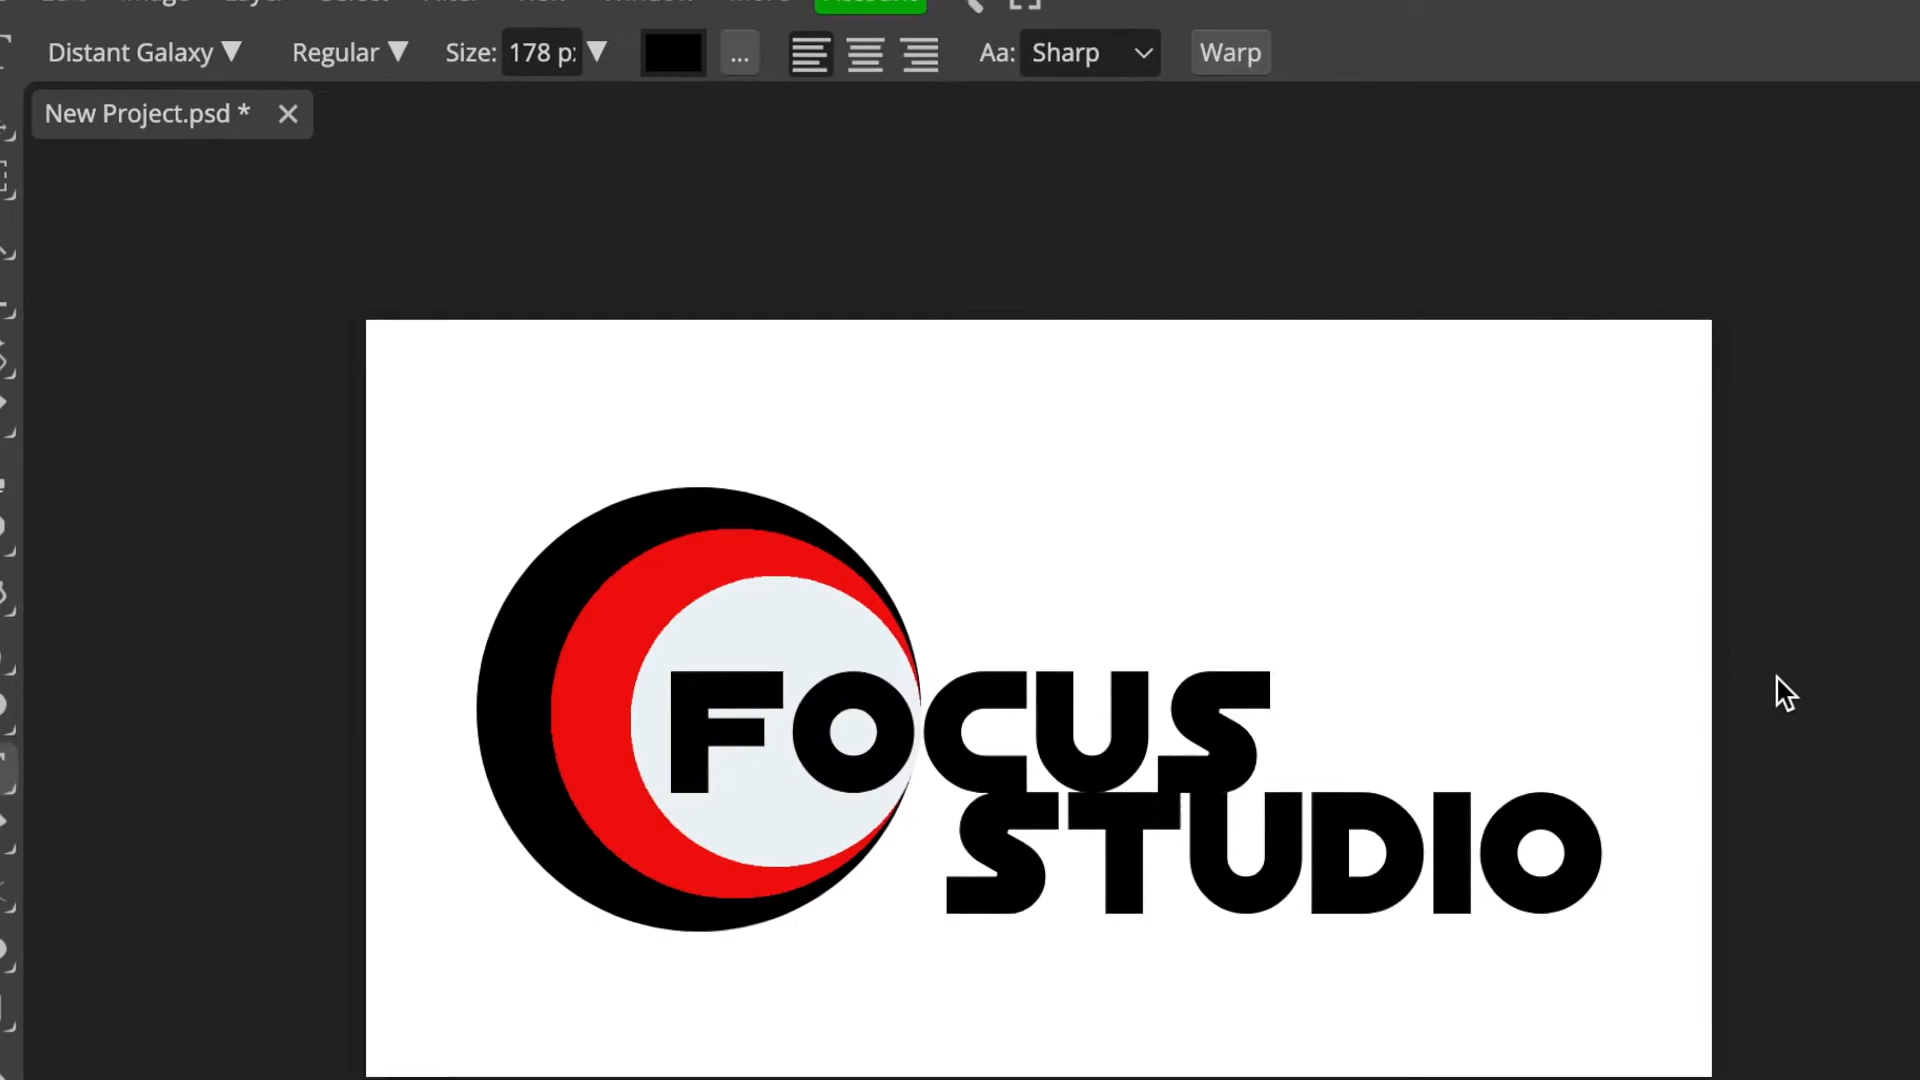 Distant Galaxy Regular Size: 178 p: ... Aa: Sharp Warp
New Project.psd *
FOCUS
STUDIO